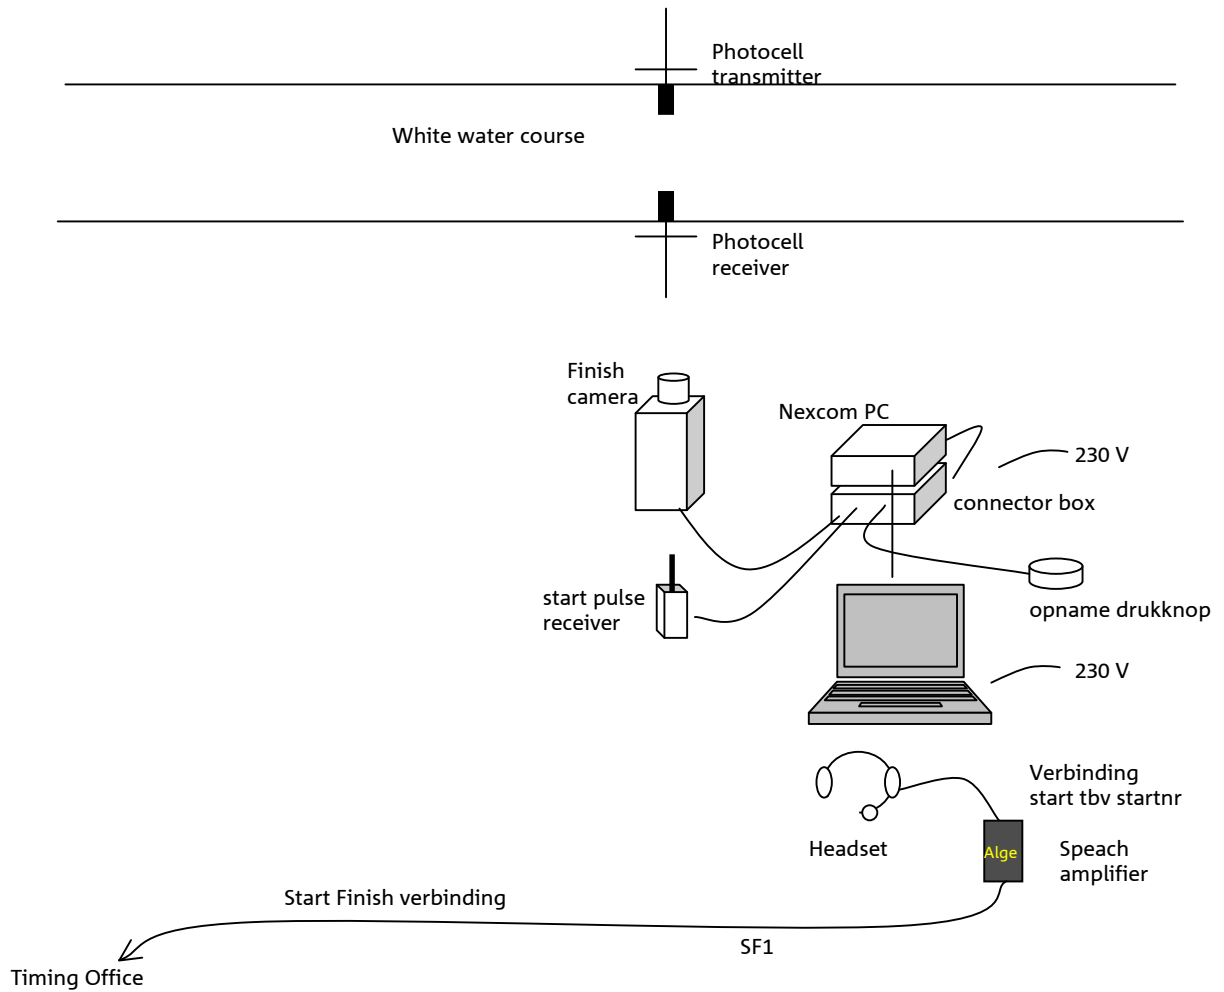 Photocell
transmitter
White water course
Photocell
receiver
Finish
camera
Nexcom PC
230 V
connector box
start pulse
receiver
opname drukknop
230 V
Verbinding
start tbv startnr
Headset
Alge
Speach
amplifier
Start Finish verbinding
SF1
Timing Office